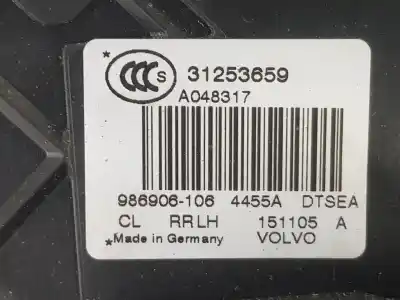 * CCC S 31253659
A048317
986906-106 4455A DTSEA
CL RRLH 151105 A
*Made in Germany VOLVO